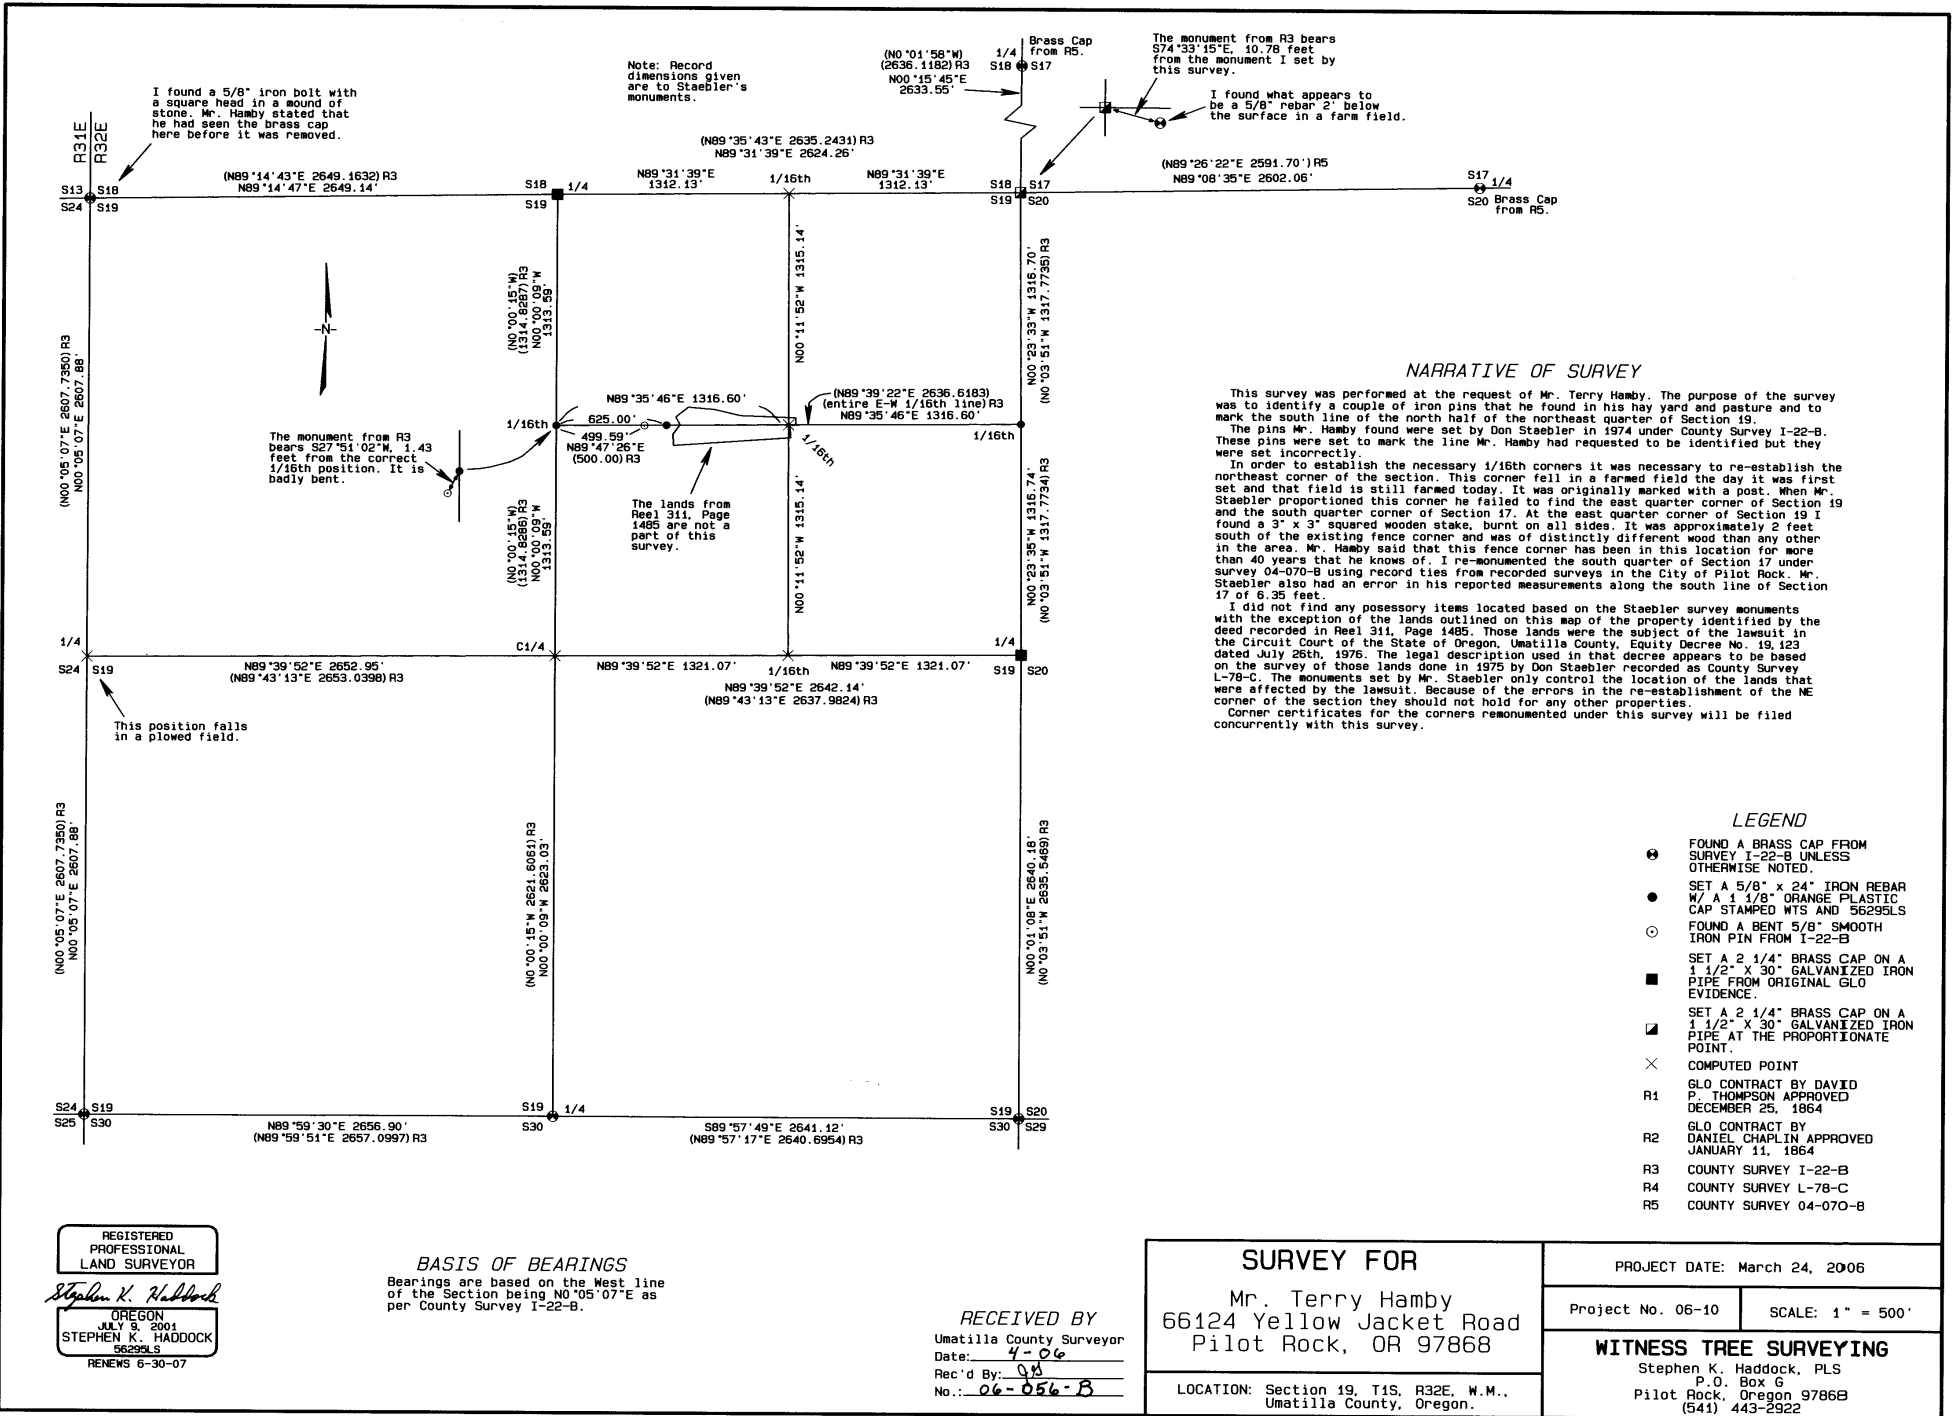 I found a 5/8" iron bolt with
a square head in a mound of
stone. Mr. Hamby stated that
he had seen the brass cap
here before it was removed.
Note: Record
dimensions given
are to Staebler's
monuments.
(N0°01'58"W)
(2636.1182) R3
N00°15'45"E
2633.55'
1/4
Brass Cap
from R5.
S18 S17
The monument from R3 bears
S74°33'15"E, 10.78 feet
from the monument I set by
this survey.
I found what appears to
be a 5/8" rebar 2' below
the surface in a farm field.
R31E
R32E
(N89°14'43"E 2649.1632) R3
N89°14'47"E 2649.14'
(N89°35'43"E 2635.2431) R3
N89°31'39"E 2624.26'
N89°31'39"E
1312.13'
1/16th
N89°31'39"E
1312.13'
(N89°26'22"E 2591.70') R5
N89°08'35"E 2602.06'
S13 S18
S24 S19
S18 1/4
S19
S18 S17
S19 S20
S17
1/4
S20 Brass Cap
from R5.
-N-
(N0°00'15"W)
(1314.8287) R3
N00°00'09"W
1313.59'
N00°11'52"W 1315.14'
N00°23'33"W 1316.70'
(N0°03'51"W 1317.7735) R3
(N00°05'07"E 2607.7350) R3
N00°05'07"E 2607.88'
N89°35'46"E 1316.60'
625.00'
1/16th
499.59'
N89°47'26"E
(500.00) R3
(N89°39'22"E 2636.6183)
(entire E-W 1/16th line) R3
N89°35'46"E 1316.60'
1/16th
1/16th
The monument from R3
bears S27°51'02"W, 1.43
feet from the correct
1/16th position. It is
badly bent.
The lands from
Reel 311, Page
1485 are not a
part of this
survey.
(N0°00'15"W)
(1314.8286) R3
N00°00'09"W
1313.59'
N00°11'52"W 1315.14'
N00°23'35"W 1316.74'
(N0°03'51"W 1317.7734) R3
1/4
S24 S19
N89°39'52"E 2652.95'
(N89°43'13"E 2653.0398) R3
C1/4
N89°39'52"E 1321.07'
1/16th
N89°39'52"E 1321.07'
N89°39'52"E 2642.14'
(N89°43'13"E 2637.9824) R3
1/4
S19 S20
This position falls
in a plowed field.
(N00°05'07"E 2607.7350) R3
N00°05'07"E 2607.88'
(N0°00'15"W 2621.6061) R3
N00°00'09"W 2623.03'
N00°01'08"E 2640.18'
(N0°03'51"W 2635.5469) R3
S24 S19
S25 S30
N89°59'30"E 2656.90'
(N89°59'51"E 2657.0997) R3
S19 1/4
S30
S89°57'49"E 2641.12'
(N89°57'17"E 2640.6954) R3
S19 S20
S30 S29
NARRATIVE OF SURVEY
This survey was performed at the request of Mr. Terry Hamby. The purpose of the survey
was to identify a couple of iron pins that he found in his hay yard and pasture and to
mark the south line of the north half of the northeast quarter of Section 19.
The pins Mr. Hamby found were set by Don Staebler in 1974 under County Survey I-22-B.
These pins were set to mark the line Mr. Hamby had requested to be identified but they
were set incorrectly.
In order to establish the necessary 1/16th corners it was necessary to re-establish the
northeast corner of the section. This corner fell in a farmed field the day it was first
set and that field is still farmed today. It was originally marked with a post. When Mr.
Staebler proportioned this corner he failed to find the east quarter corner of Section 19
and the south quarter corner of Section 17. At the east quarter corner of Section 19 I
found a 3" x 3" squared wooden stake, burnt on all sides. It was approximately 2 feet
south of the existing fence corner and was of distinctly different wood than any other
in the area. Mr. Hamby said that this fence corner has been in this location for more
than 40 years that he knows of. I re-monumented the south quarter of Section 17 under
survey 04-070-B using record ties from recorded surveys in the City of Pilot Rock. Mr.
Staebler also had an error in his reported measurements along the south line of Section
17 of 6.35 feet.
I did not find any posessory items located based on the Staebler survey monuments
with the exception of the lands outlined on this map of the property identified by the
deed recorded in Reel 311, Page 1485. Those lands were the subject of the lawsuit in
the Circuit Court of the State of Oregon, Umatilla County, Equity Decree No. 19,123
dated July 26th, 1976. The legal description used in that decree appears to be based
on the survey of those lands done in 1975 by Don Staebler recorded as County Survey
L-78-C. The monuments set by Mr. Staebler only control the location of the lands that
were affected by the lawsuit. Because of the errors in the re-establishment of the NE
corner of the section they should not hold for any other properties.
Corner certificates for the corners remonumented under this survey will be filed
concurrently with this survey.
LEGEND
FOUND A BRASS CAP FROM
SURVEY I-22-B UNLESS
OTHERWISE NOTED.
SET A 5/8" x 24" IRON REBAR
W/ A 1 1/8" ORANGE PLASTIC
CAP STAMPED WTS AND 56295LS
FOUND A BENT 5/8" SMOOTH
IRON PIN FROM I-22-B
SET A 2 1/4" BRASS CAP ON A
1 1/2" X 30" GALVANIZED IRON
PIPE FROM ORIGINAL GLO
EVIDENCE.
SET A 2 1/4" BRASS CAP ON A
1 1/2" X 30" GALVANIZED IRON
PIPE AT THE PROPORTIONATE
POINT.
COMPUTED POINT
R1 GLO CONTRACT BY DAVID
P. THOMPSON APPROVED
DECEMBER 25, 1864
R2 GLO CONTRACT BY
DANIEL CHAPLIN APPROVED
JANUARY 11, 1864
R3 COUNTY SURVEY I-22-B
R4 COUNTY SURVEY L-78-C
R5 COUNTY SURVEY 04-070-B
REGISTERED
PROFESSIONAL
LAND SURVEYOR
Stephen K. Haddock
OREGON
JULY 9, 2001
STEPHEN K. HADDOCK
56295LS
RENEWS 6-30-07
BASIS OF BEARINGS
Bearings are based on the West line
of the Section being N0°05'07"E as
per County Survey I-22-B.
RECEIVED BY
Umatilla County Surveyor
Date: 4-06
Rec'd By:
No.: 06-056-B
SURVEY FOR
Mr. Terry Hamby
66124 Yellow Jacket Road
Pilot Rock, OR 97868
LOCATION: Section 19, T1S, R32E, W.M.,
Umatilla County, Oregon.
PROJECT DATE: March 24, 2006
Project No. 06-10
SCALE: 1" = 500'
WITNESS TREE SURVEYING
Stephen K. Haddock, PLS
P.O. Box G
Pilot Rock, Oregon 97868
(541) 443-2922